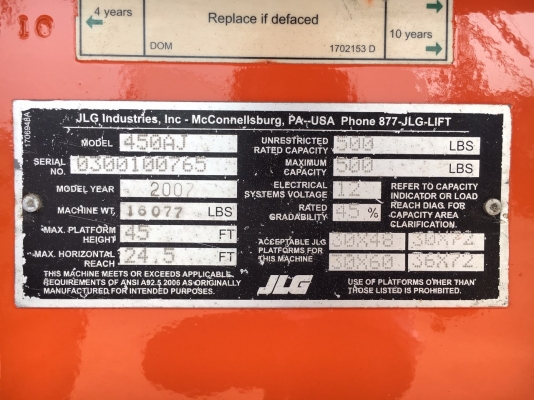 10
4 years
Replace if defaced
10 years
DOM
1702153 D
1706948A
JLG Industries, Inc - McConnellsburg, PA-USA Phone 877-JLG-LIFT
MODEL 450AJ
SERIAL NO. 0300100765
MODEL YEAR 2007
MACHINE WT. 16077 LBS
MAX. PLATFORM HEIGHT 45 FT
MAX. HORIZONTAL REACH 24.5 FT
THIS MACHINE MEETS OR EXCEEDS APPLICABLE
REQUIREMENTS OF ANSI A92.5 2006 AS ORIGINALLY
MANUFACTURED FOR INTENDED PURPOSES.
UNRESTRICTED RATED CAPACITY 500 LBS
MAXIMUM CAPACITY 500 LBS
ELECTRICAL SYSTEMS VOLTAGE 12
RATED GRADABILITY 45 %
REFER TO CAPACITY
INDICATOR OR LOAD
REACH DIAG. FOR
CAPACITY AREA
CLARIFICATION.
ACCEPTABLE JLG
PLATFORMS FOR
THIS MACHINE
30X48 30X72
30X60 36X72
JLG
USE OF PLATFORMS OTHER THAN
THOSE LISTED IS PROHIBITED.